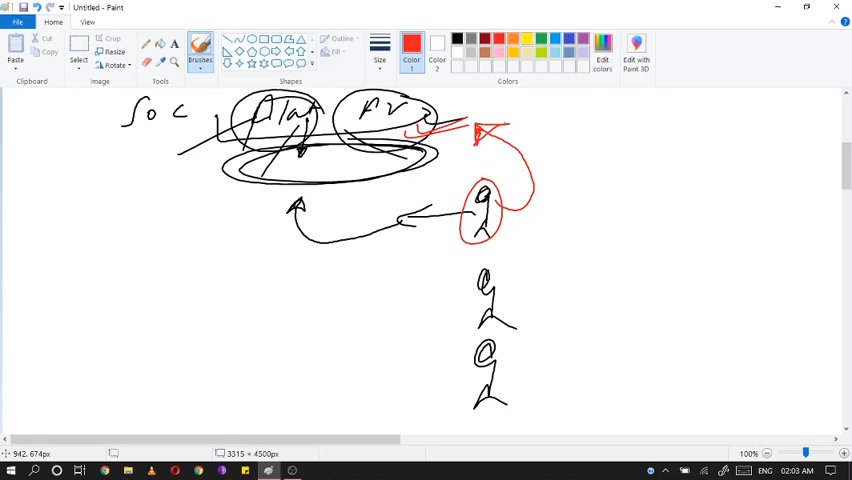 Untitled - Paint
File Home View
Paste
Cut
Copy
Select
Crop
Resize
Rotate
Brushes
Outline
Fill
Size
Color 1
Color 2
Edit colors
Edit with Paint 3D
Clipboard Image Tools Shapes Colors
SOC
942, 674px 3315 × 4500px 100%
ENG 02:03 AM